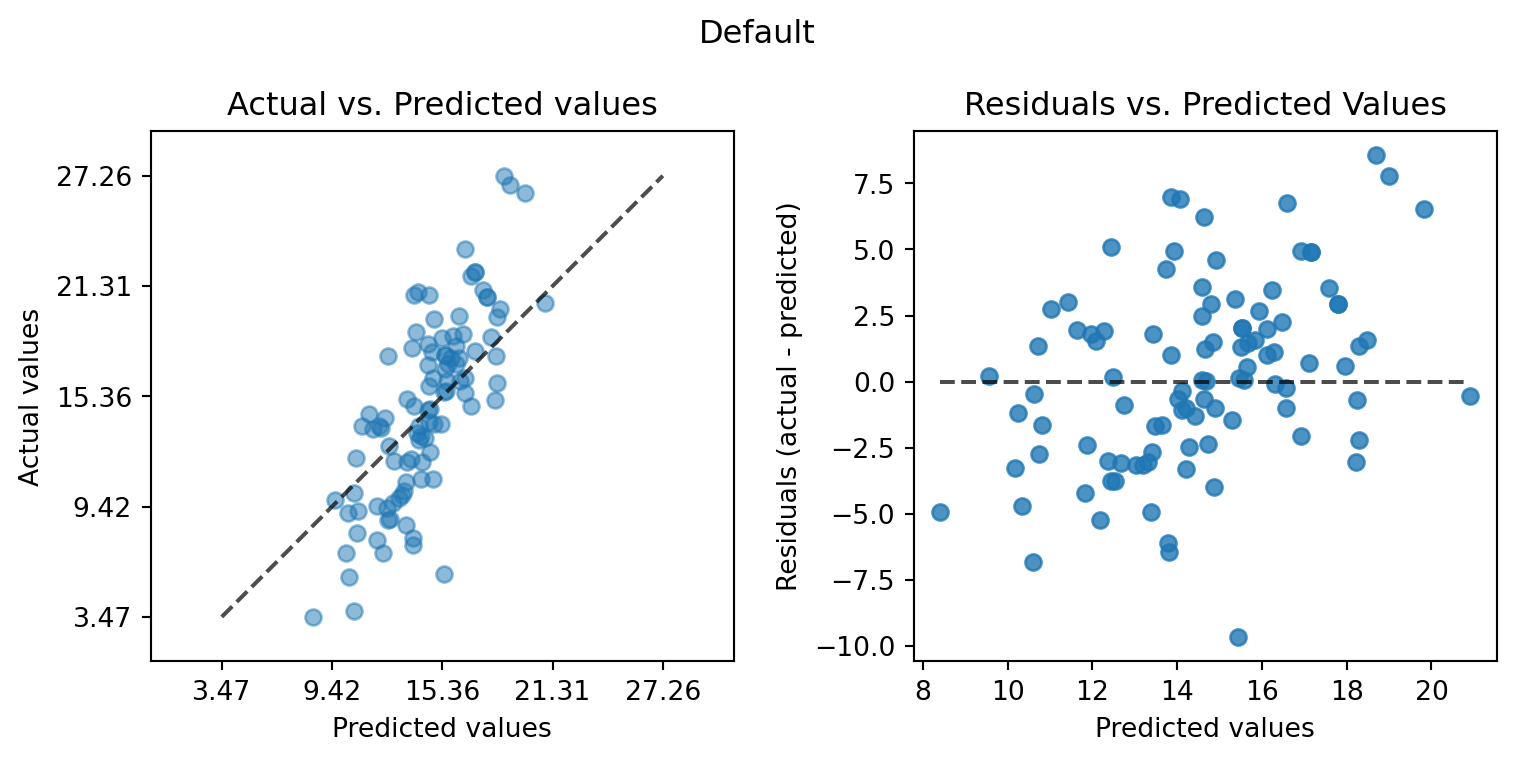 Default
Actual vs. Predicted values
27.26
21.31
15.36
9.42
3.47
Actual values
3.47 9.42 15.36 21.31 27.26
Predicted values
Residuals vs. Predicted Values
7.5
5.0
2.5
0.0
−2.5
−5.0
−7.5
−10.0
Residuals (actual - predicted)
8 10 12 14 16 18 20
Predicted values